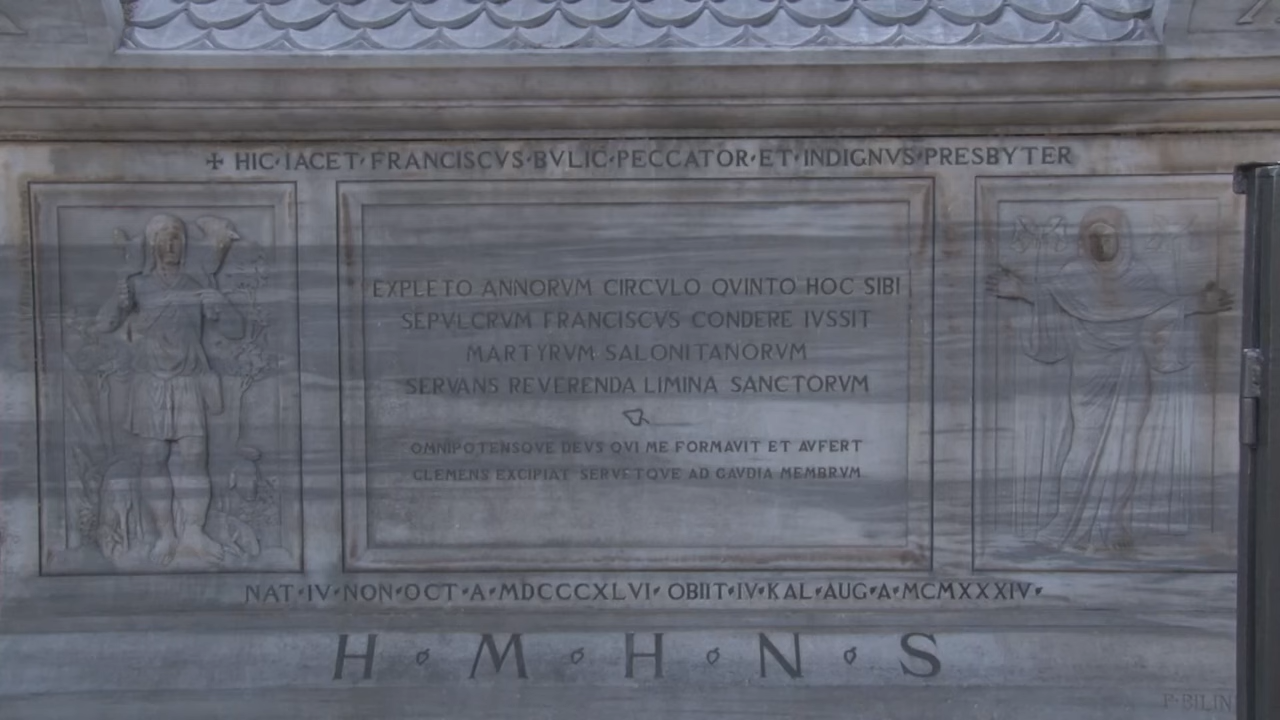 ✠ HIC·IACET·FRANCISCVS·BVLIC·PECCATOR·ET·INDIGNVS·PRESBYTER
EXPLETO ANNORVM CIRCVLO QVINTO HOC SIBI
SEPVLCRVM FRANCISCVS CONDERE IVSSIT
MARTYRVM SALONITANORVM
SERVANS REVERENDA LIMINA SANCTORVM
OMNIPOTENSQVE DEVS QVI ME FORMAVIT ET AVFERT
CLEMENS EXCIPIAT SERVETQVE AD GAVDIA MEMBRVM
NAT·IV·NON·OCT·A·MDCCCXLVI· OBIIT·IV·KAL·AUG·A·MCMXXXIV·
H·M·H·N·S
P·BILIN